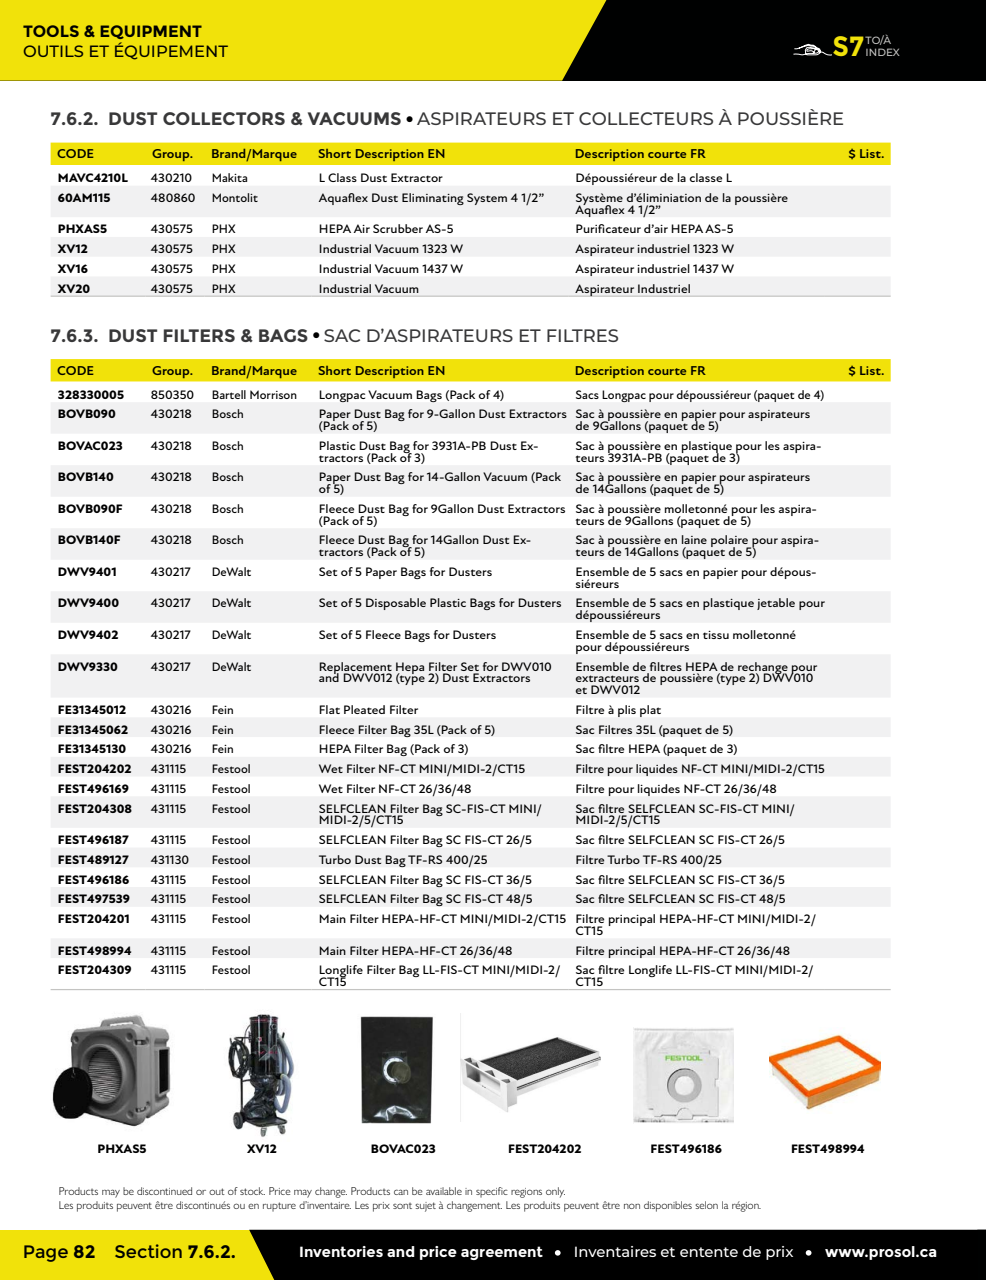 TOOLS & EQUIPMENT
OUTILS ET ÉQUIPEMENT
S7 TO/À INDEX
7.6.2. DUST COLLECTORS & VACUUMS • ASPIRATEURS ET COLLECTEURS À POUSSIÈRE
CODE Group. Brand/Marque Short Description EN Description courte FR $ List.
MAVC4210L 430210 Makita L Class Dust Extractor Dépoussiéreur de la classe L
60AM115 480860 Montolit Aquaflex Dust Eliminating System 4 1/2” Système d’éliminiation de la poussière
Aquaflex 4 1/2”
PHXAS5 430575 PHX HEPA Air Scrubber AS-5 Purificateur d’air HEPA AS-5
XV12 430575 PHX Industrial Vacuum 1323 W Aspirateur industriel 1323 W
XV16 430575 PHX Industrial Vacuum 1437 W Aspirateur industriel 1437 W
XV20 430575 PHX Industrial Vacuum Aspirateur Industriel
7.6.3. DUST FILTERS & BAGS • SAC D’ASPIRATEURS ET FILTRES
CODE Group. Brand/Marque Short Description EN Description courte FR $ List.
328330005 850350 Bartell Morrison Longpac Vacuum Bags (Pack of 4) Sacs Longpac pour dépoussiéreur (paquet de 4)
BOVB090 430218 Bosch Paper Dust Bag for 9-Gallon Dust Extractors Sac à poussière en papier pour aspirateurs
(Pack of 5) de 9Gallons (paquet de 5)
BOVAC023 430218 Bosch Plastic Dust Bag for 3931A-PB Dust Ex- Sac à poussière en plastique pour les aspira-
tractors (Pack of 3) teurs 3931A-PB (paquet de 3)
BOVB140 430218 Bosch Paper Dust Bag for 14-Gallon Vacuum (Pack Sac à poussière en papier pour aspirateurs
of 5) de 14Gallons (paquet de 5)
BOVB090F 430218 Bosch Fleece Dust Bag for 9Gallon Dust Extractors Sac à poussière molletonné pour les aspira-
(Pack of 5) teurs de 9Gallons (paquet de 5)
BOVB140F 430218 Bosch Fleece Dust Bag for 14Gallon Dust Ex- Sac à poussière en laine polaire pour aspira-
tractors (Pack of 5) teurs de 14Gallons (paquet de 5)
DWV9401 430217 DeWalt Set of 5 Paper Bags for Dusters Ensemble de 5 sacs en papier pour dépous-
siéreurs
DWV9400 430217 DeWalt Set of 5 Disposable Plastic Bags for Dusters Ensemble de 5 sacs en plastique jetable pour
dépoussiéreurs
DWV9402 430217 DeWalt Set of 5 Fleece Bags for Dusters Ensemble de 5 sacs en tissu molletonné
pour dépoussiéreurs
DWV9330 430217 DeWalt Replacement Hepa Filter Set for DWV010 Ensemble de filtres HEPA de rechange pour
and DWV012 (type 2) Dust Extractors extracteurs de poussière (type 2) DWV010
et DWV012
FE31345012 430216 Fein Flat Pleated Filter Filtre à plis plat
FE31345062 430216 Fein Fleece Filter Bag 35L (Pack of 5) Sac Filtres 35L (paquet de 5)
FE31345130 430216 Fein HEPA Filter Bag (Pack of 3) Sac filtre HEPA (paquet de 3)
FEST204202 431115 Festool Wet Filter NF-CT MINI/MIDI-2/CT15 Filtre pour liquides NF-CT MINI/MIDI-2/CT15
FEST496169 431115 Festool Wet Filter NF-CT 26/36/48 Filtre pour liquides NF-CT 26/36/48
FEST204308 431115 Festool SELFCLEAN Filter Bag SC-FIS-CT MINI/ Sac filtre SELFCLEAN SC-FIS-CT MINI/
MIDI-2/5/CT15 MIDI-2/5/CT15
FEST496187 431115 Festool SELFCLEAN Filter Bag SC FIS-CT 26/5 Sac filtre SELFCLEAN SC FIS-CT 26/5
FEST489127 431130 Festool Turbo Dust Bag TF-RS 400/25 Filtre Turbo TF-RS 400/25
FEST496186 431115 Festool SELFCLEAN Filter Bag SC FIS-CT 36/5 Sac filtre SELFCLEAN SC FIS-CT 36/5
FEST497539 431115 Festool SELFCLEAN Filter Bag SC FIS-CT 48/5 Sac filtre SELFCLEAN SC FIS-CT 48/5
FEST204201 431115 Festool Main Filter HEPA-HF-CT MINI/MIDI-2/CT15 Filtre principal HEPA-HF-CT MINI/MIDI-2/
CT15
FEST498994 431115 Festool Main Filter HEPA-HF-CT 26/36/48 Filtre principal HEPA-HF-CT 26/36/48
FEST204309 431115 Festool Longlife Filter Bag LL-FIS-CT MINI/MIDI-2/ Sac filtre Longlife LL-FIS-CT MINI/MIDI-2/
CT15 CT15
FESTOOL
PHXAS5 XV12 BOVAC023 FEST204202 FEST496186 FEST498994
Products may be discontinued or out of stock. Price may change. Products can be available in specific regions only.
Les produits peuvent être discontinués ou en rupture d’inventaire. Les prix sont sujet à changement. Les produits peuvent être non disponibles selon la région.
Page 82 Section 7.6.2. Inventories and price agreement • Inventaires et entente de prix • www.prosol.ca